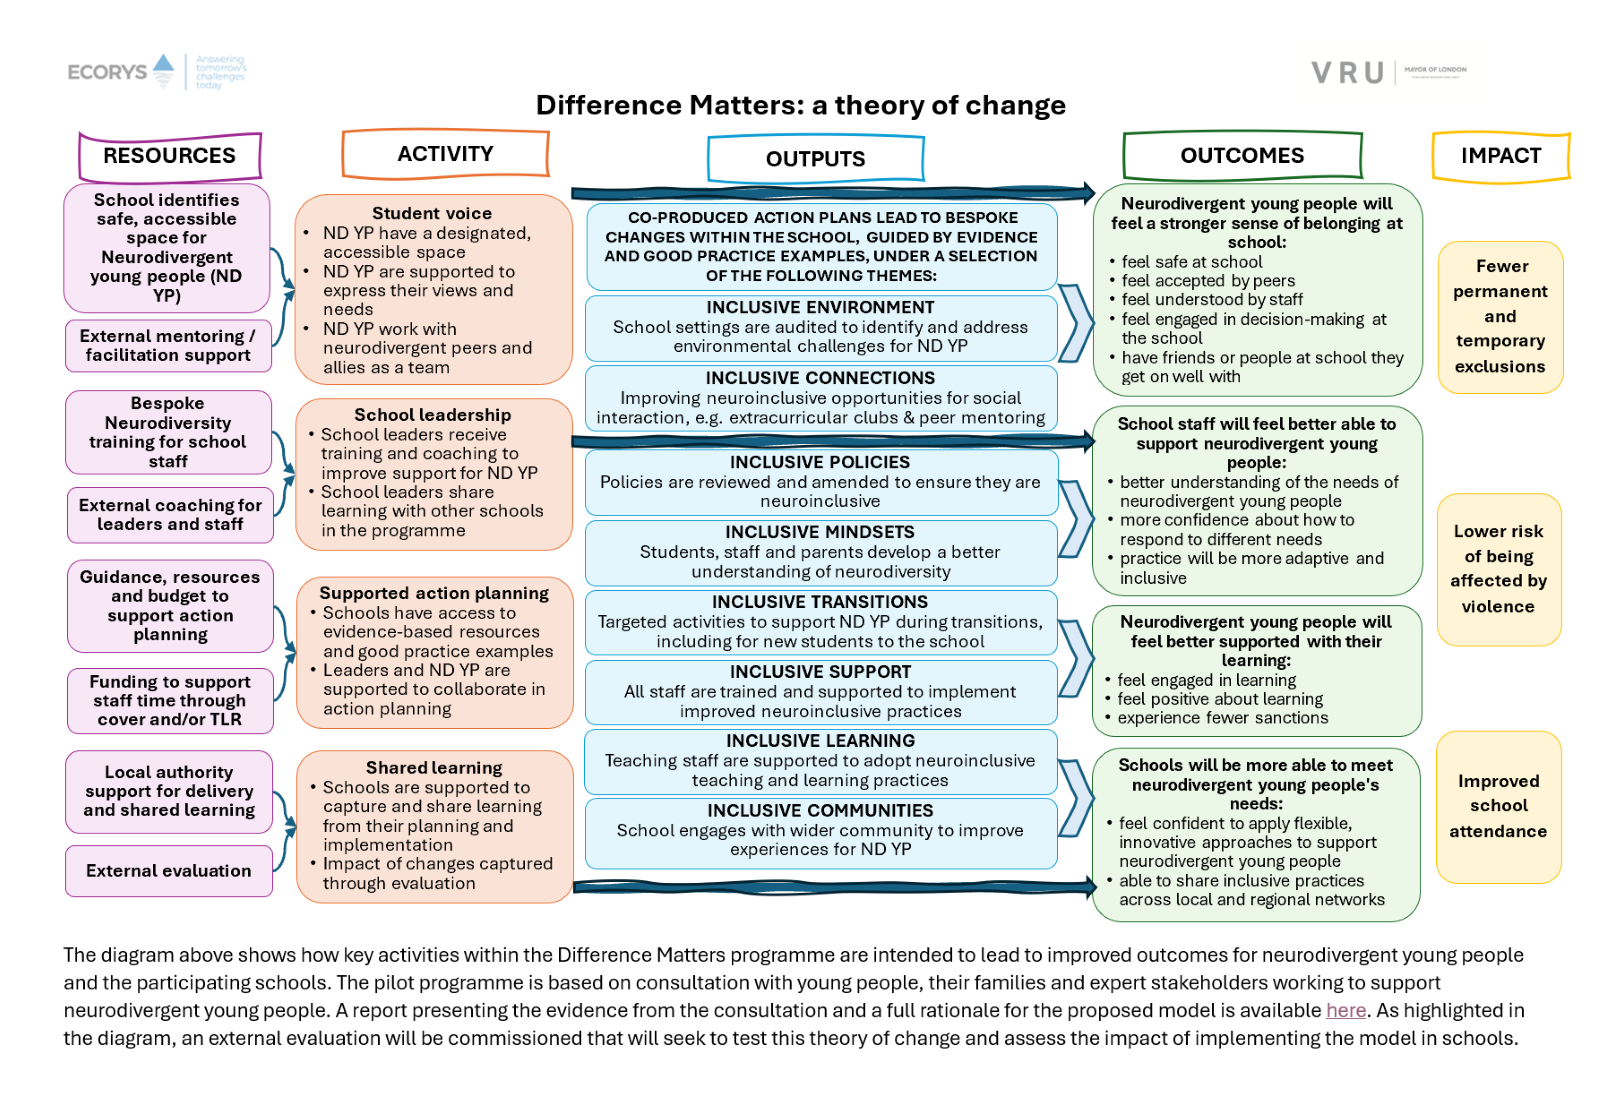 ECORYS
Answering
tomorrow's
challenges
today
VRU
MAYOR OF LONDON
Difference Matters: a theory of change
RESOURCES
School identifies
safe, accessible
space for
Neurodivergent
young people (ND
YP)
External mentoring /
facilitation support
Bespoke
Neurodiversity
training for school
staff
External coaching for
leaders and staff
Guidance, resources
and budget to
support action
planning
Funding to support
staff time through
cover and/or TLR
Local authority
support for delivery
and shared learning
External evaluation
ACTIVITY
Student voice
• ND YP have a designated,
accessible space
• ND YP are supported to
express their views and
needs
• ND YP work with
neurodivergent peers and
allies as a team
School leadership
• School leaders receive
training and coaching to
improve support for ND YP
• School leaders share
learning with other schools
in the programme
Supported action planning
• Schools have access to
evidence-based resources
and good practice examples
• Leaders and ND YP are
supported to collaborate in
action planning
Shared learning
• Schools are supported to
capture and share learning
from their planning and
implementation
• Impact of changes captured
through evaluation
OUTPUTS
CO-PRODUCED ACTION PLANS LEAD TO BESPOKE
CHANGES WITHIN THE SCHOOL, GUIDED BY EVIDENCE
AND GOOD PRACTICE EXAMPLES, UNDER A SELECTION
OF THE FOLLOWING THEMES:
INCLUSIVE ENVIRONMENT
School settings are audited to identify and address
environmental challenges for ND YP
INCLUSIVE CONNECTIONS
Improving neuroinclusive opportunities for social
interaction, e.g. extracurricular clubs & peer mentoring
INCLUSIVE POLICIES
Policies are reviewed and amended to ensure they are
neuroinclusive
INCLUSIVE MINDSETS
Students, staff and parents develop a better
understanding of neurodiversity
INCLUSIVE TRANSITIONS
Targeted activities to support ND YP during transitions,
including for new students to the school
INCLUSIVE SUPPORT
All staff are trained and supported to implement
improved neuroinclusive practices
INCLUSIVE LEARNING
Teaching staff are supported to adopt neuroinclusive
teaching and learning practices
INCLUSIVE COMMUNITIES
School engages with wider community to improve
experiences for ND YP
OUTCOMES
Neurodivergent young people will
feel a stronger sense of belonging at
school:
• feel safe at school
• feel accepted by peers
• feel understood by staff
• feel engaged in decision-making at
the school
• have friends or people at school they
get on well with
School staff will feel better able to
support neurodivergent young
people:
• better understanding of the needs of
neurodivergent young people
• more confidence about how to
respond to different needs
• practice will be more adaptive and
inclusive
Neurodivergent young people will
feel better supported with their
learning:
• feel engaged in learning
• feel positive about learning
• experience fewer sanctions
Schools will be more able to meet
neurodivergent young people's
needs:
• feel confident to apply flexible,
innovative approaches to support
neurodivergent young people
• able to share inclusive practices
across local and regional networks
IMPACT
Fewer
permanent
and
temporary
exclusions
Lower risk
of being
affected by
violence
Improved
school
attendance
The diagram above shows how key activities within the Difference Matters programme are intended to lead to improved outcomes for neurodivergent young people
and the participating schools. The pilot programme is based on consultation with young people, their families and expert stakeholders working to support
neurodivergent young people. A report presenting the evidence from the consultation and a full rationale for the proposed model is available here. As highlighted in
the diagram, an external evaluation will be commissioned that will seek to test this theory of change and assess the impact of implementing the model in schools.